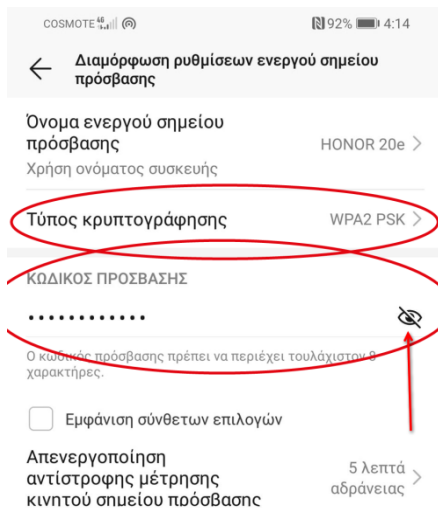 COSMOTE 4G 92% 4:14
Διαμόρφωση ρυθμίσεων ενεργού σημείου
πρόσβασης
Όνομα ενεργού σημείου
πρόσβασης
HONOR 20e
Χρήση ονόματος συσκευής
Τύπος κρυπτογράφησης WPA2 PSK
ΚΩΔΙΚΟΣ ΠΡΟΣΒΑΣΗΣ
••••••••••••
Ο κωδικός πρόσβασης πρέπει να περιέχει τουλάχιστον 8
χαρακτήρες.
Εμφάνιση σύνθετων επιλογών
Απενεργοποίηση
αντίστροφης μέτρησης
κινητού σημείου πρόσβασης
5 λεπτά
αδράνειας